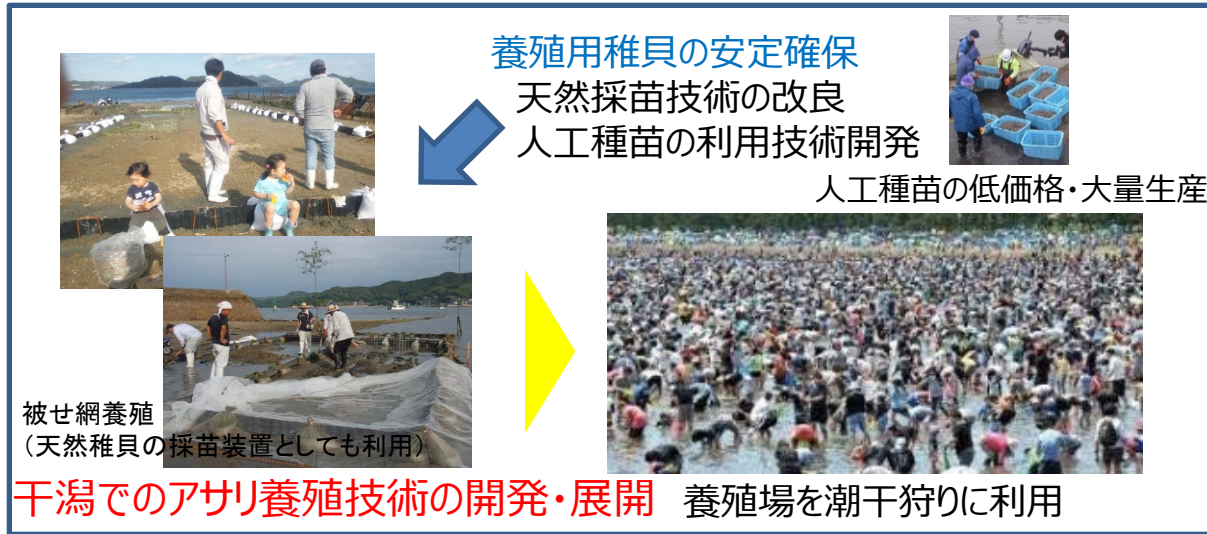 養殖用稚貝の安定確保
天然採苗技術の改良
人工種苗の利用技術開発
人工種苗の低価格・大量生産
被せ網養殖
（天然稚貝の採苗装置としても利用）
干潟でのアサリ養殖技術の開発・展開
養殖場を潮干狩りに利用